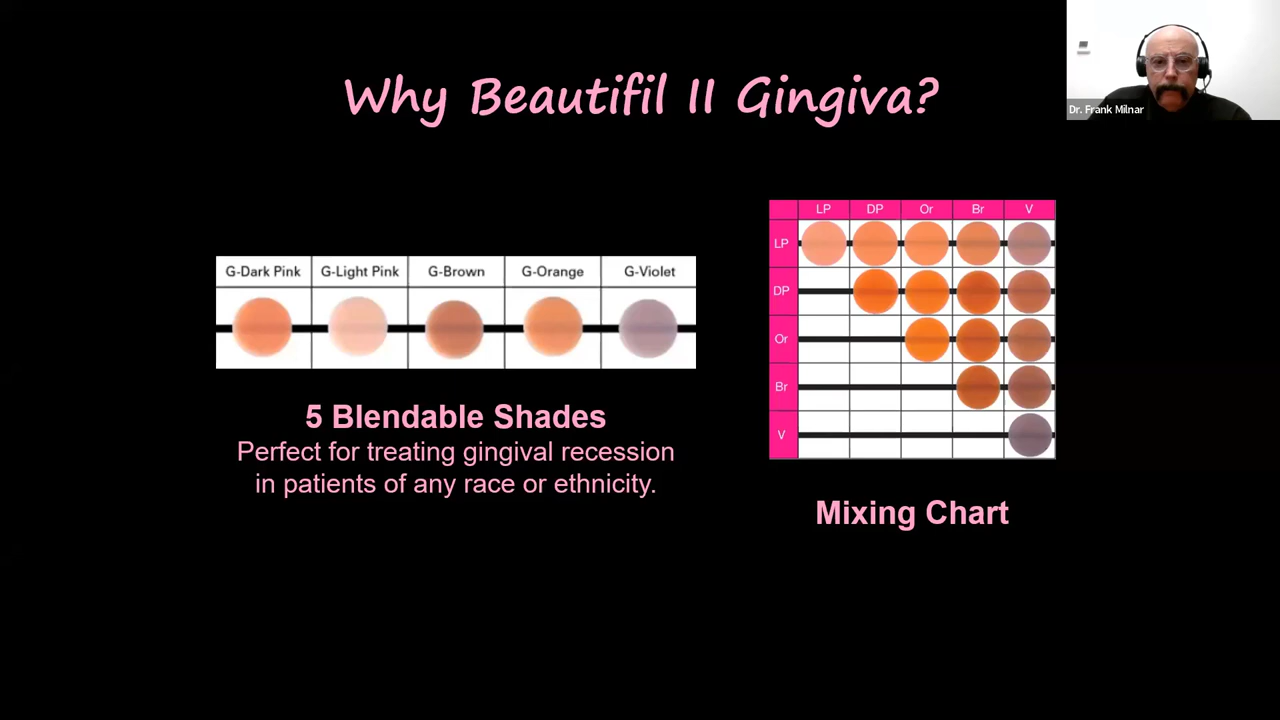 Why Beautifil II Gingiva?
Dr. Frank Milnar
G-Dark Pink G-Light Pink G-Brown G-Orange G-Violet
5 Blendable Shades
Perfect for treating gingival recession
in patients of any race or ethnicity.
LP DP Or Br V
LP
DP
Or
Br
V
Mixing Chart